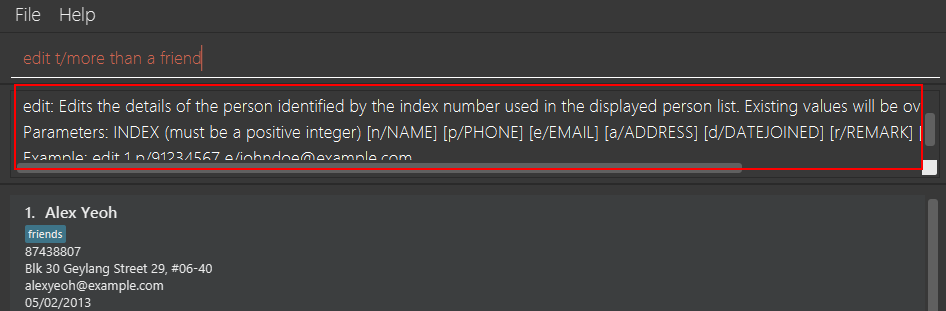 File Help
edit t/more than a friend
edit: Edits the details of the person identified by the index number used in the displayed person list. Existing values will be ov
Parameters: INDEX (must be a positive integer) [n/NAME] [p/PHONE] [e/EMAIL] [a/ADDRESS] [d/DATEJOINED] [r/REMARK] [
Example: edit 1 n/91234567 e/johndoe@example.com
1. Alex Yeoh
friends
87438807
Blk 30 Geylang Street 29, #06-40
alexyeoh@example.com
05/02/2013